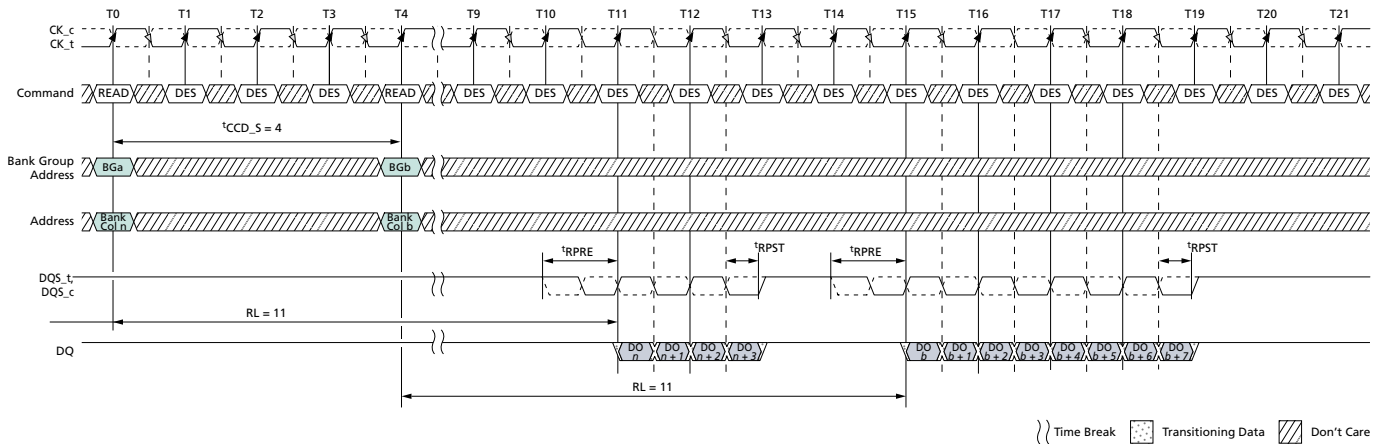 T0 T1 T2 T3 T4 T9 T10 T11 T12 T13 T14 T15 T16 T17 T18 T19 T20 T21
CK_c
CK_t
Command READ DES DES DES READ DES DES DES DES DES DES DES DES DES DES DES DES DES
tCCD_S = 4
Bank Group
Address
BGa BGb
Address
Bank
Col n
Bank
Col b
tRPRE tRPST tRPRE tRPST
DQS_t,
DQS_c
RL = 11
DQ
DO
n
DO
n + 1
DO
n + 2
DO
n + 3
DO
b
DO
b + 1
DO
b + 2
DO
b + 3
DO
b + 4
DO
b + 5
DO
b + 6
DO
b + 7
RL = 11
Time Break Transitioning Data Don't Care